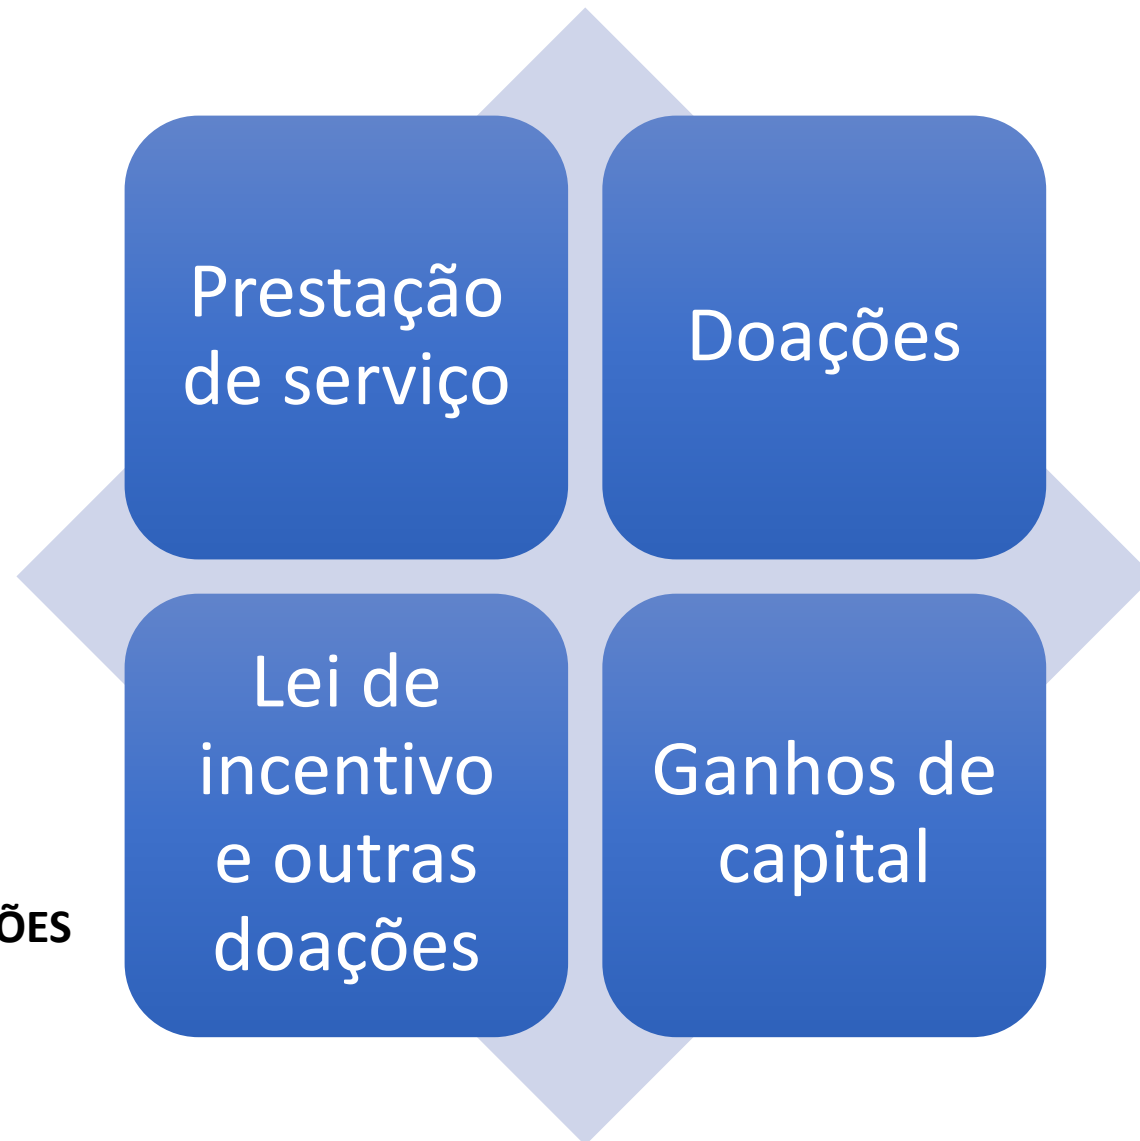 Prestação
de serviço
Doações
Lei de
incentivo
e outras
doações
Ganhos de
capital
ÕES